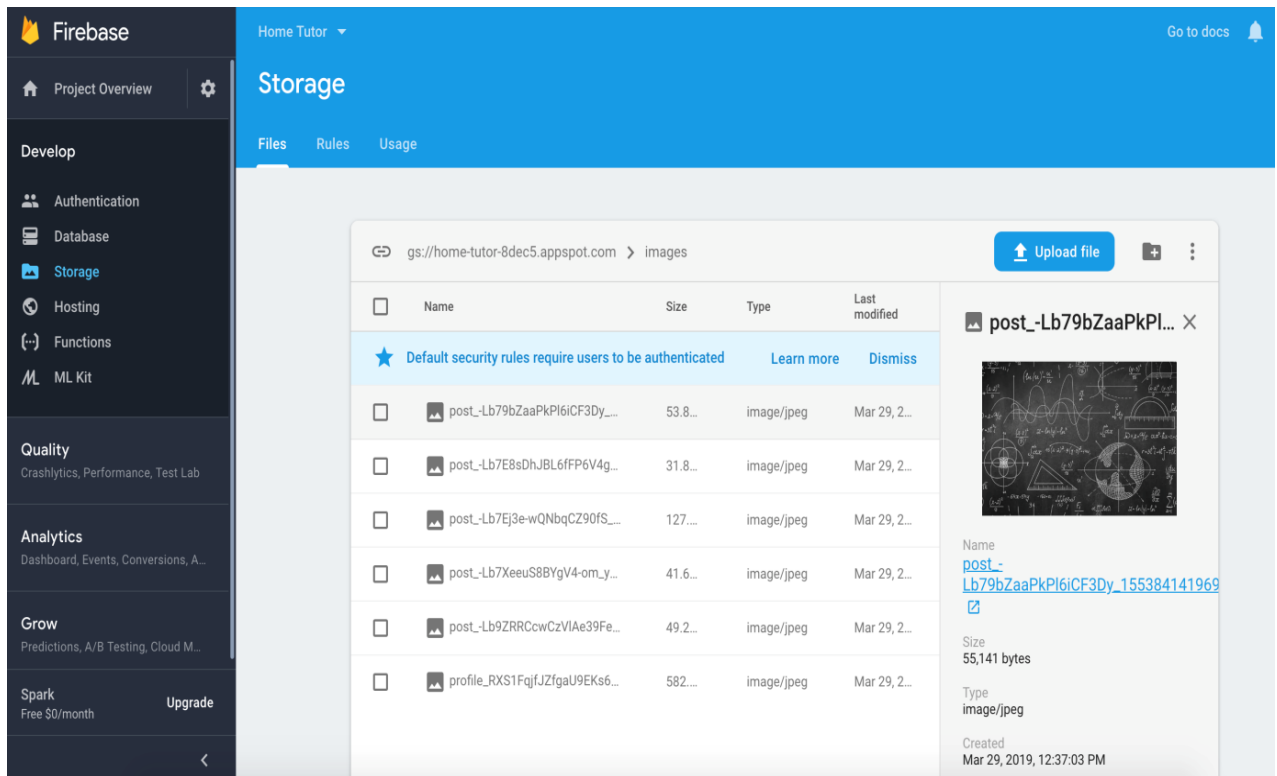 Firebase
Project Overview
Develop
Authentication
Database
Storage
Hosting
Functions
ML Kit
Quality
Crashlytics, Performance, Test Lab
Analytics
Dashboard, Events, Conversions, A...
Grow
Predictions, A/B Testing, Cloud M...
Spark
Free $0/month
Upgrade
Home Tutor
Go to docs
Storage
Files Rules Usage
gs://home-tutor-8dec5.appspot.com > images
Upload file
Name Size Type Last modified
Default security rules require users to be authenticated Learn more Dismiss
post_-Lb79bZaaPkPl6iCF3Dy_... 53.8... image/jpeg Mar 29, 2...
post_-Lb7E8sDhJBL6fFP6V4g... 31.8... image/jpeg Mar 29, 2...
post_-Lb7Ej3e-wQNbqCZ90fS_... 127.... image/jpeg Mar 29, 2...
post_-Lb7XeeuS8BYgV4-om_y... 41.6... image/jpeg Mar 29, 2...
post_-Lb9ZRRCcwCzVlAe39Fe... 49.2... image/jpeg Mar 29, 2...
profile_RXS1FqjfJZfgaU9EKs6... 582.... image/jpeg Mar 29, 2...
post_-Lb79bZaaPkPl...
Name
post_-
Lb79bZaaPkPl6iCF3Dy_155384141969
Size
55,141 bytes
Type
image/jpeg
Created
Mar 29, 2019, 12:37:03 PM